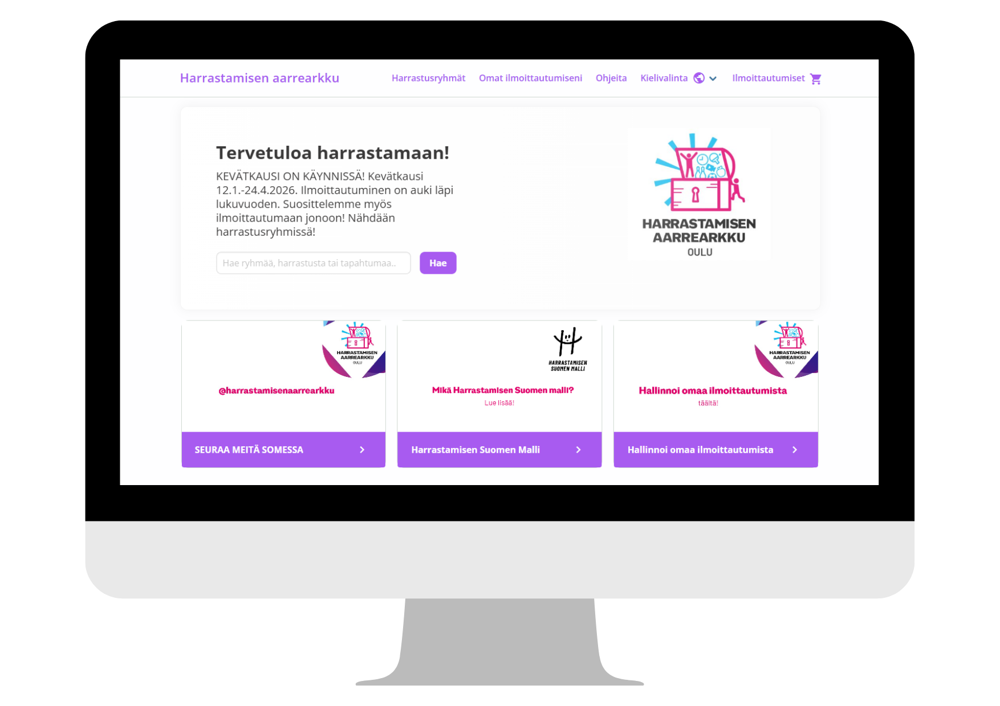 Harrastamisen aarrearkku
Harrastusryhmät
Omat ilmoittautumiseni
Ohjeita
Kielivalinta
Ilmoittautumiset
Tervetuloa harrastamaan!
KEVÄTKAUSI ON KÄYNNISSÄ! Kevätkausi
12.1.-24.4.2026. Ilmoittautuminen on auki läpi
lukuvuoden. Suosittelemme myös
ilmoittautumaan jonoon! Nähdään
harrastusryhmissä!
Hae ryhmää, harrastusta tai tapahtumaa..
Hae
HARRASTAMISEN
AARREARKKU
OULU
HARRASTAMISEN
AARREARKKU
OULU
@harrastamisenaarrearkku
SEURAA MEITÄ SOMESSA
HARRASTAMISEN
SUOMEN MALLI
Mikä Harrastamisen Suomen malli?
Lue lisää!
Harrastamisen Suomen Malli
HARRASTAMISEN
AARREARKKU
OULU
Hallinnoi omaa ilmoittautumista
täältä!
Hallinnoi omaa ilmoittautumista